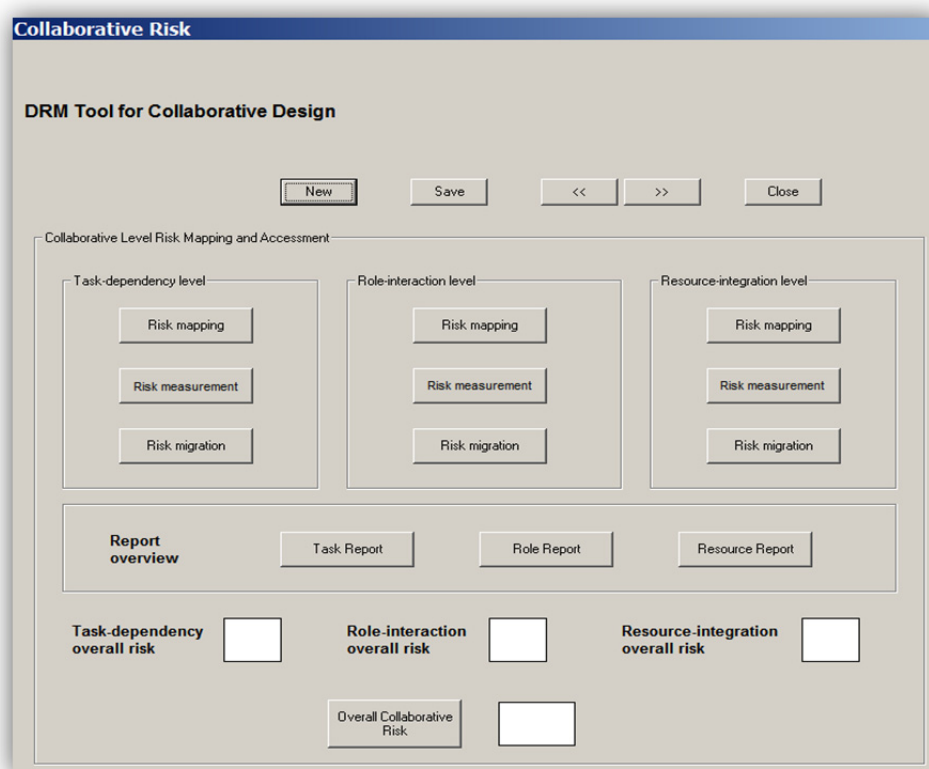 Collaborative Risk
DRM Tool for Collaborative Design
New Save << >> Close
Collaborative Level Risk Mapping and Accessment
Task-dependency level Role-interaction level Resource-integration level
Risk mapping Risk mapping Risk mapping
Risk measurement Risk measurement Risk measurement
Risk migration Risk migration Risk migration
Report
overview
Task Report Role Report Resource Report
Task-dependency
overall risk
Role-interaction
overall risk
Resource-integration
overall risk
Overall Collaborative
Risk